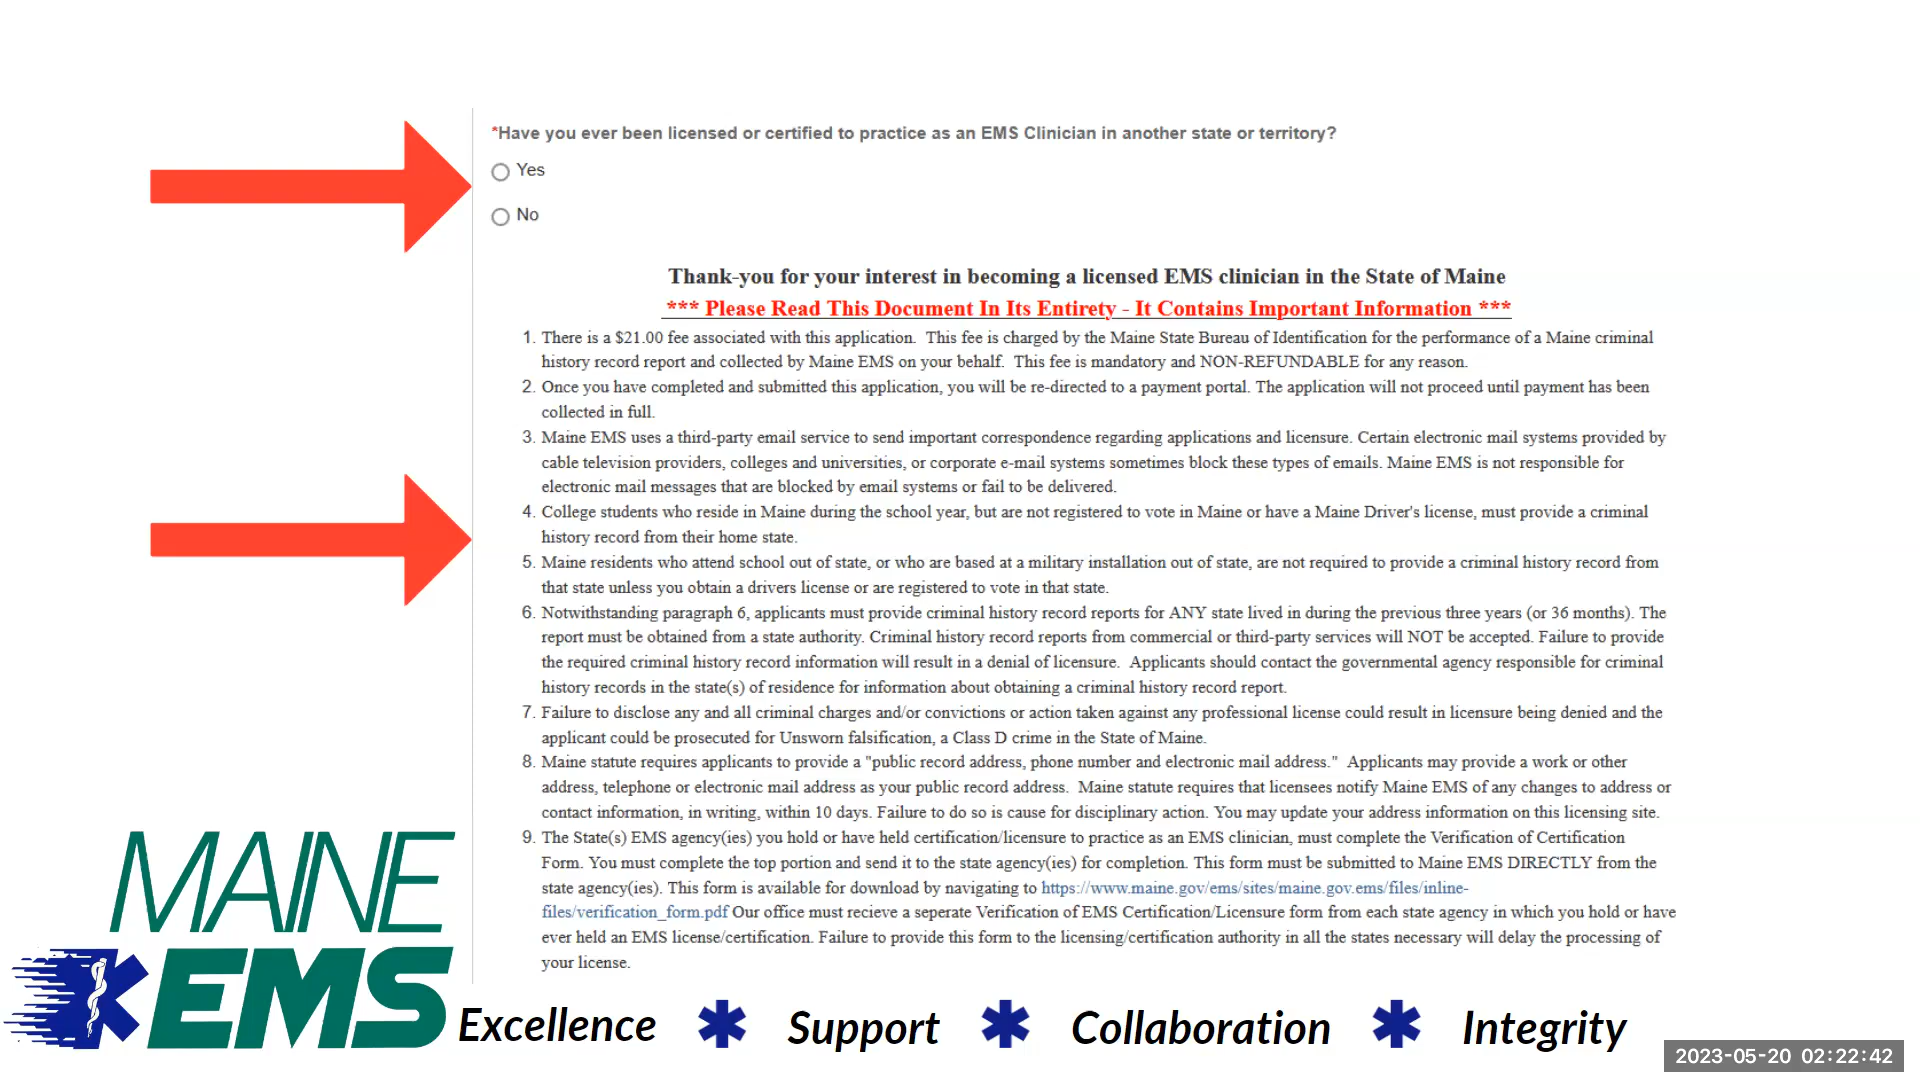 *Have you ever been licensed or certified to practice as an EMS Clinician in another state or territory?
Yes
No
Thank-you for your interest in becoming a licensed EMS clinician in the State of Maine
*** Please Read This Document In Its Entirety - It Contains Important Information ***
1. There is a $21.00 fee associated with this application.  This fee is charged by the Maine State Bureau of Identification for the performance of a Maine criminal
history record report and collected by Maine EMS on your behalf.  This fee is mandatory and NON-REFUNDABLE for any reason.
2. Once you have completed and submitted this application, you will be re-directed to a payment portal. The application will not proceed until payment has been
collected in full.
3. Maine EMS uses a third-party email service to send important correspondence regarding applications and licensure. Certain electronic mail systems provided by
cable television providers, colleges and universities, or corporate e-mail systems sometimes block these types of emails. Maine EMS is not responsible for
electronic mail messages that are blocked by email systems or fail to be delivered.
4. College students who reside in Maine during the school year, but are not registered to vote in Maine or have a Maine Driver's license, must provide a criminal
history record from their home state.
5. Maine residents who attend school out of state, or who are based at a military installation out of state, are not required to provide a criminal history record from
that state unless you obtain a drivers license or are registered to vote in that state.
6. Notwithstanding paragraph 6, applicants must provide criminal history record reports for ANY state lived in during the previous three years (or 36 months). The
report must be obtained from a state authority. Criminal history record reports from commercial or third-party services will NOT be accepted. Failure to provide
the required criminal history record information will result in a denial of licensure.  Applicants should contact the governmental agency responsible for criminal
history records in the state(s) of residence for information about obtaining a criminal history record report.
7. Failure to disclose any and all criminal charges and/or convictions or action taken against any professional license could result in licensure being denied and the
applicant could be prosecuted for Unsworn falsification, a Class D crime in the State of Maine.
8. Maine statute requires applicants to provide a "public record address, phone number and electronic mail address."  Applicants may provide a work or other
address, telephone or electronic mail address as your public record address.  Maine statute requires that licensees notify Maine EMS of any changes to address or
contact information, in writing, within 10 days. Failure to do so is cause for disciplinary action. You may update your address information on this licensing site.
9. The State(s) EMS agency(ies) you hold or have held certification/licensure to practice as an EMS clinician, must complete the Verification of Certification
Form. You must complete the top portion and send it to the state agency(ies) for completion. This form must be submitted to Maine EMS DIRECTLY from the
state agency(ies). This form is available for download by navigating to https://www.maine.gov/ems/sites/maine.gov.ems/files/inline-
files/verification_form.pdf Our office must recieve a seperate Verification of EMS Certification/Licensure form from each state agency in which you hold or have
ever held an EMS license/certification. Failure to provide this form to the licensing/certification authority in all the states necessary will delay the processing of
your license.
MAINE
EMS
Excellence Support Collaboration Integrity
2023-05-20 02:22:42